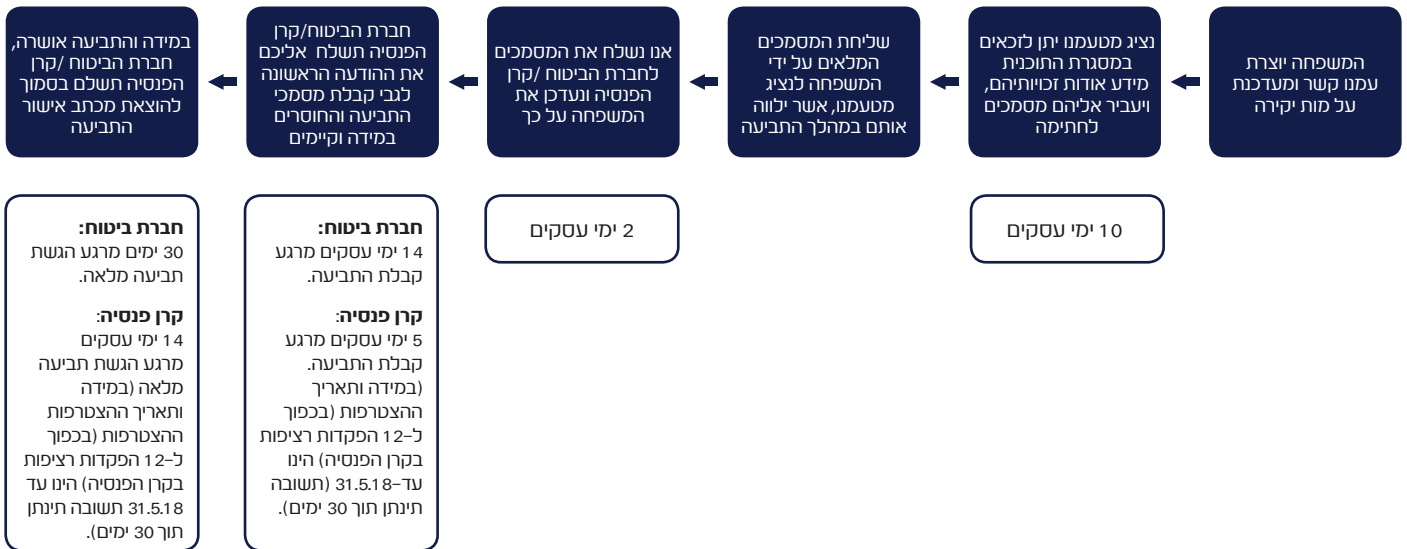 המשפחה יוצרת
עמנו קשר ומעדכנת
על מות יקירה
נציג מטעמנו יתן לזכאים
במסגרת התוכנית
מידע אודות זכויותיהם,
ויעביר אליהם מסמכים
לחתימה
שליחת המסמכים
המלאים על ידי
המשפחה לנציג
מטעמנו, אשר ילווה
אותם במהלך התביעה
אנו נשלח את המסמכים
לחברת הביטוח /קרן
הפנסיה ונעדכן את
המשפחה על כך
חברת הביטוח/קרן
הפנסיה תשלח אליכם
את ההודעה הראשונה
לגבי קבלת מסמכי
התביעה והחוסרים
במידה וקיימים
במידה והתביעה אושרה,
חברת הביטוח /קרן
הפנסיה תשלם בסמוך
להוצאת מכתב אישור
התביעה
10 ימי עסקים
2 ימי עסקים
חברת ביטוח:
14 ימי עסקים מרגע
קבלת התביעה.
קרן פנסיה:
5 ימי עסקים מרגע
קבלת התביעה.
(במידה ותאריך
ההצטרפות (בכפוך
ל-12 הפקדות רציפות
בקרן הפנסיה) הינו
עד-31.5.18 (תשובה
תינתן תוך 30 ימים).
חברת ביטוח:
30 ימים מרגע הגשת
תביעה מלאה.
קרן פנסיה:
14 ימי עסקים
מרגע הגשת תביעה
מלאה (במידה
ותאריך ההצטרפות
ההצטרפות (בכפוך
ל-12 הפקדות רציפות
בקרן הפנסיה) הינו עד
31.5.18 תשובה תינתן
תוך 30 ימים).